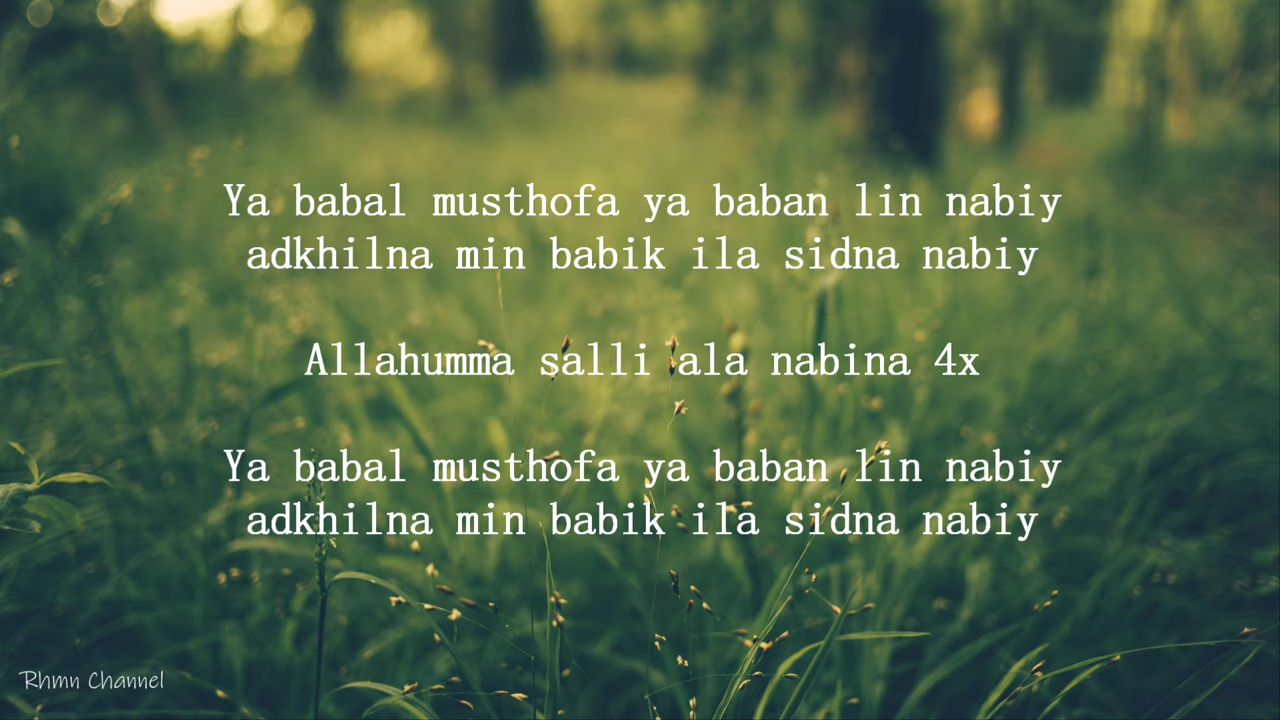 Ya babal musthofa ya baban lin nabiy
adkhilna min babik ila sidna nabiy
Allahumma salli ala nabina 4x
Ya babal musthofa ya baban lin nabiy
adkhilna min babik ila sidna nabiy
Rhmn Channel